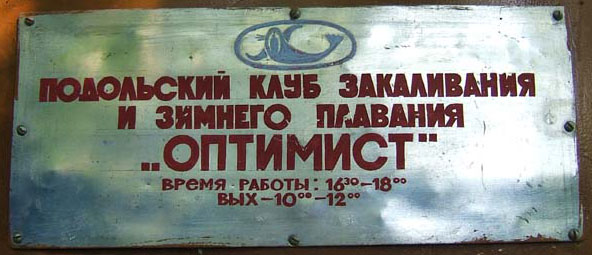 ПОДОЛЬСКИЙ КЛУБ ЗАКАЛИВАНИЯ
И ЗИМНЕГО ПЛАВАНИЯ
„ОПТИМИСТ"
ВРЕМЯ РАБОТЫ: 16³⁰-18⁰⁰
ВЫХ-10⁰⁰-12⁰⁰